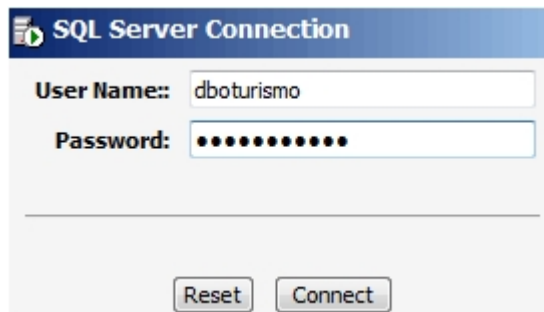 SQL Server Connection
User Name:: dboturismo
Password: •••••••••••
Reset Connect